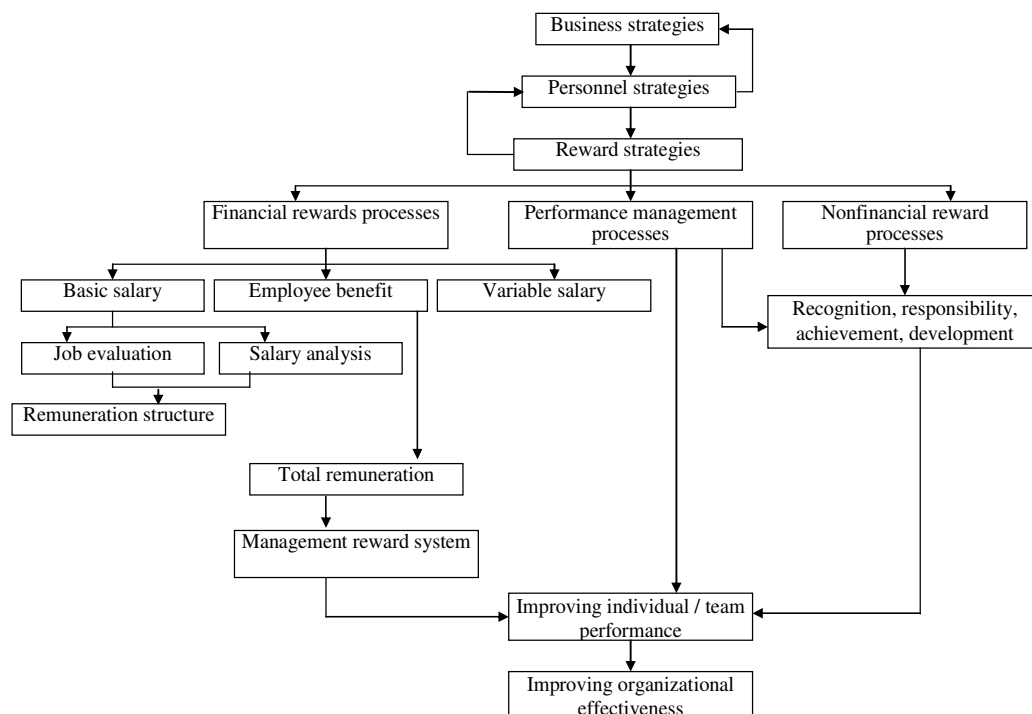 Business strategies
Personnel strategies
Reward strategies
Financial rewards processes
Performance management
processes
Nonfinancial reward
processes
Basic salary
Employee benefit
Variable salary
Recognition, responsibility,
achievement, development
Job evaluation
Salary analysis
Remuneration structure
Total remuneration
Management reward system
Improving individual / team
performance
Improving organizational
effectiveness